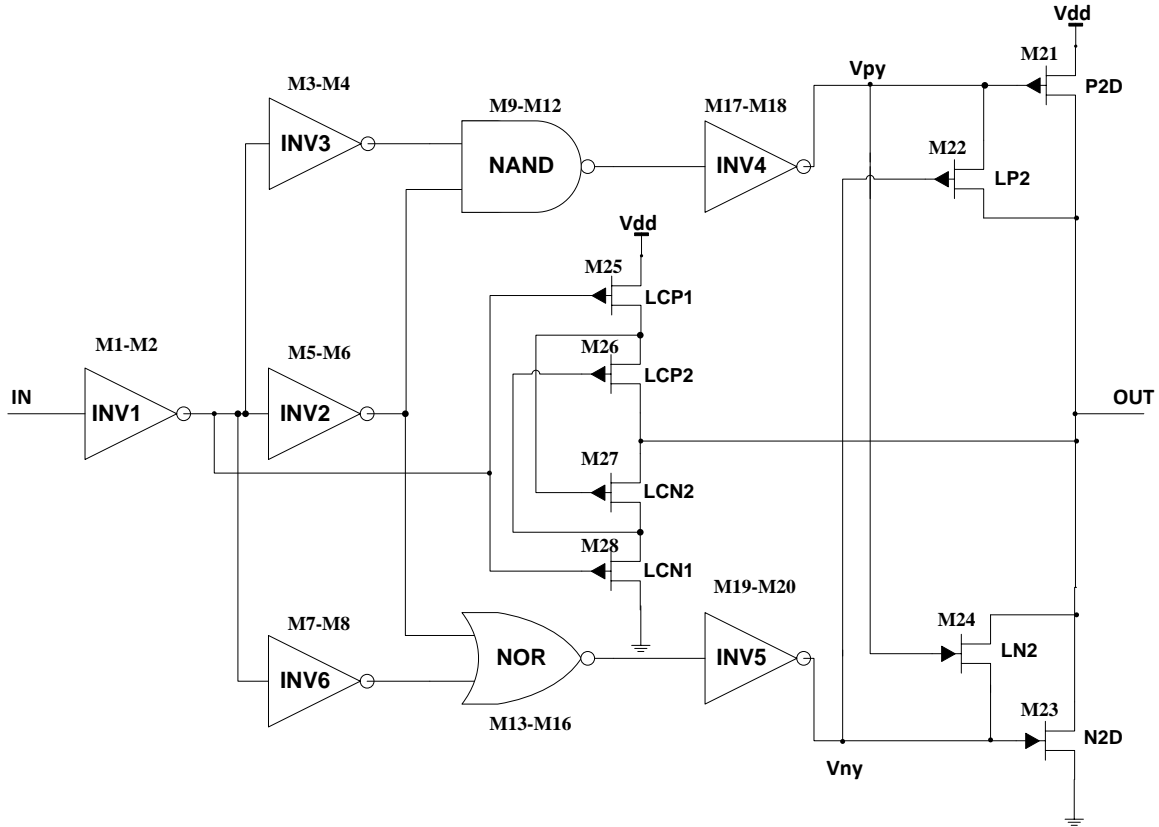 Vdd
M21
P2D
Vpy
M3-M4
INV3
M9-M12
NAND
M17-M18
INV4
M22
LP2
Vdd
M25
LCP1
M26
LCP2
M1-M2
IN
INV1
M5-M6
INV2
OUT
M27
LCN2
M28
LCN1
M7-M8
INV6
NOR
M13-M16
M19-M20
INV5
M24
LN2
M23
N2D
Vny